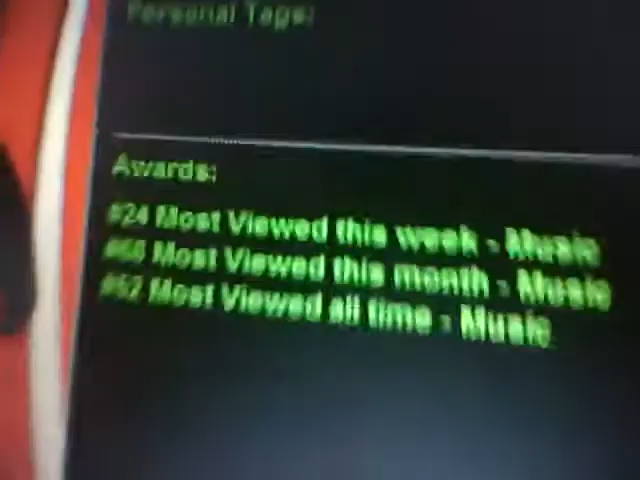 Personal Tags:
Awards:
#24 Most Viewed this week - Music
Most Viewed this month - Music
#62 Most Viewed all time - Music